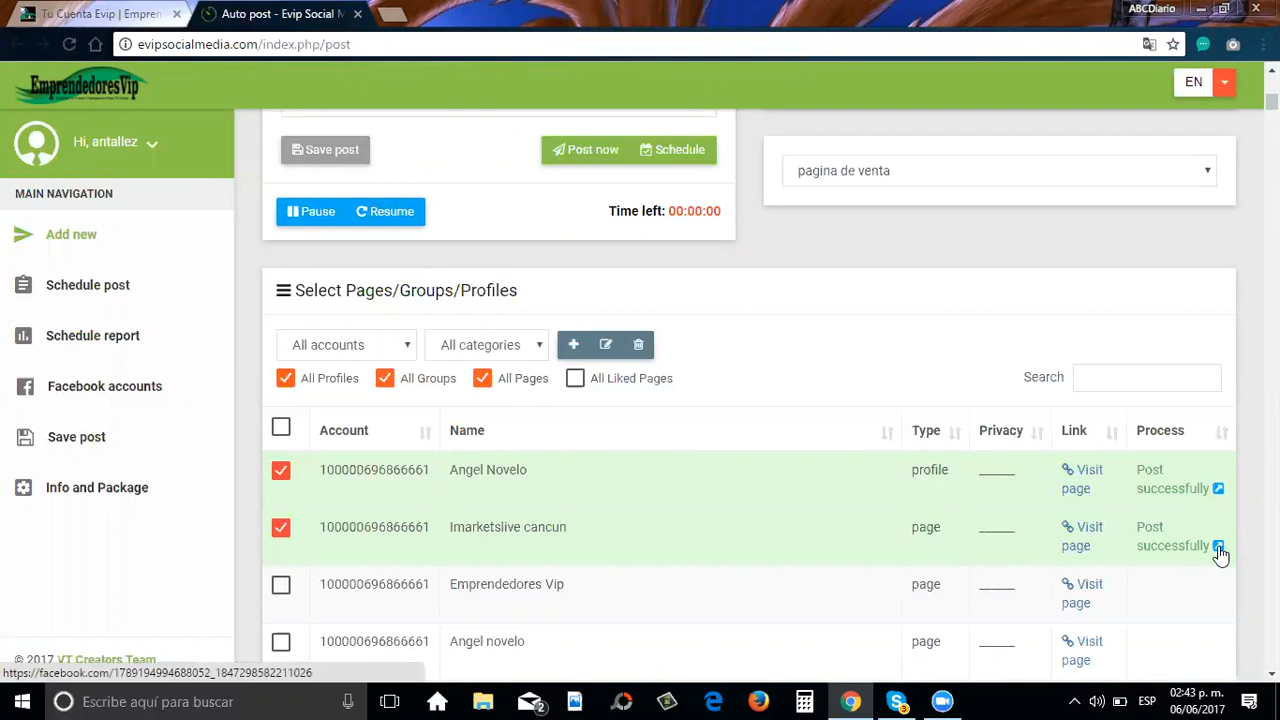 Tu Cuenta Evip | Empren
Auto post - Evip Social M
ABCDiario
evipsocialmedia.com/index.php/post
EmprendedoresVip
EN
Hi, antallez
MAIN NAVIGATION
Add new
Schedule post
Schedule report
Facebook accounts
Save post
Info and Package
© 2017 VT Creators Team
Save post
Post now
Schedule
pagina de venta
Pause
Resume
Time left: 00:00:00
Select Pages/Groups/Profiles
All accounts
All categories
All Profiles
All Groups
All Pages
All Liked Pages
Search
Account Name Type Privacy Link Process
100000696866661 Angel Novelo profile ______ Visit Post
page successfully
100000696866661 Imarketslive cancun page ______ Visit Post
page successfully
100000696866661 Emprendedores Vip page ______ Visit
page
100000696866661 Angel novelo page ______ Visit
page
https://facebook.com/1789194994688052_1847298582211026
Escribe aquí para buscar
2
3
ESP
02:43 p. m.
06/06/2017